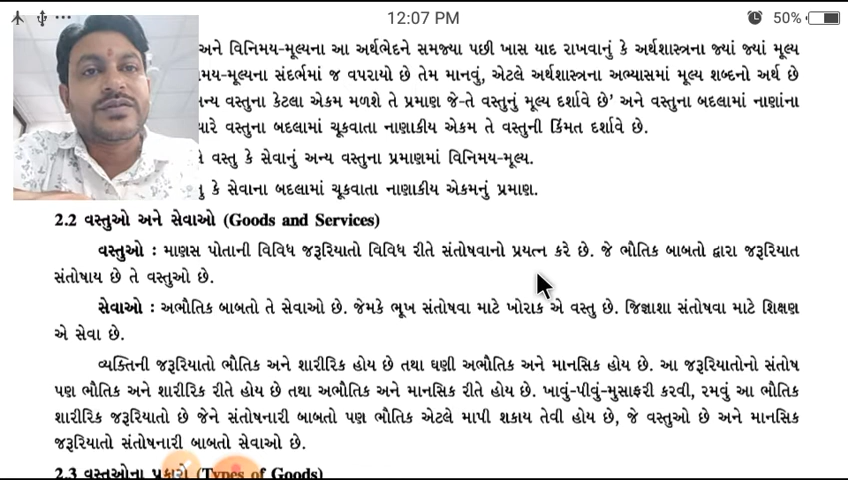 12:07 PM
50%
અને વિનિમય-મૂલ્યના આ અર્થભેદને સમજ્યા પછી ખાસ યાદ રાખવાનું કે અર્થશાસ્ત્રના જ્યાં જ્યાં મૂલ્ય
મય-મૂલ્યના સંદર્ભમાં જ વપરાયો છે તેમ માનવું, એટલે અર્થશાસ્ત્રના અભ્યાસમાં મૂલ્ય શબ્દનો અર્થ છે
ન્ય વસ્તુના કેટલા એકમ મળશે તે પ્રમાણ જે-તે વસ્તુનું મૂલ્ય દર્શાવે છે’ અને વસ્તુના બદલામાં નાણાંના
યારે વસ્તુના બદલામાં ચૂકવાતા નાણાકીય એકમ તે વસ્તુની કિંમત દર્શાવે છે.
વસ્તુ કે સેવાનું અન્ય વસ્તુના પ્રમાણમાં વિનિમય-મૂલ્ય.
કે સેવાના બદલામાં ચૂકવાતા નાણાકીય એકમનું પ્રમાણ.
2.2 વસ્તુઓ અને સેવાઓ (Goods and Services)
વસ્તુઓ : માણસ પોતાની વિવિધ જરૂરિયાતો વિવિધ રીતે સંતોષવાનો પ્રયત્ન કરે છે. જે ભૌતિક બાબતો દ્વારા જરૂરિયાત
સંતોષાય છે તે વસ્તુઓ છે.
સેવાઓ : અભૌતિક બાબતો તે સેવાઓ છે. જેમકે ભૂખ સંતોષવા માટે ખોરાક એ વસ્તુ છે. જિજ્ઞાશા સંતોષવા માટે શિક્ષણ
એ સેવા છે.
વ્યક્તિની જરૂરિયાતો ભૌતિક અને શારીરિક હોય છે તથા ઘણી અભૌતિક અને માનસિક હોય છે. આ જરૂરિયાતોનો સંતોષ
પણ ભૌતિક અને શારીરિક રીતે હોય છે તથા અભૌતિક અને માનસિક રીતે હોય છે. ખાવું-પીવું-મુસાફરી કરવી, રમવું આ ભૌતિક
શારીરિક જરૂરિયાતો છે જેને સંતોષનારી બાબતો પણ ભૌતિક એટલે માપી શકાય તેવી હોય છે, જે વસ્તુઓ છે અને માનસિક
જરૂરિયાતો સંતોષનારી બાબતો સેવાઓ છે.
2.3 વસ્તુઓના પ્રકારો (Types of Goods)